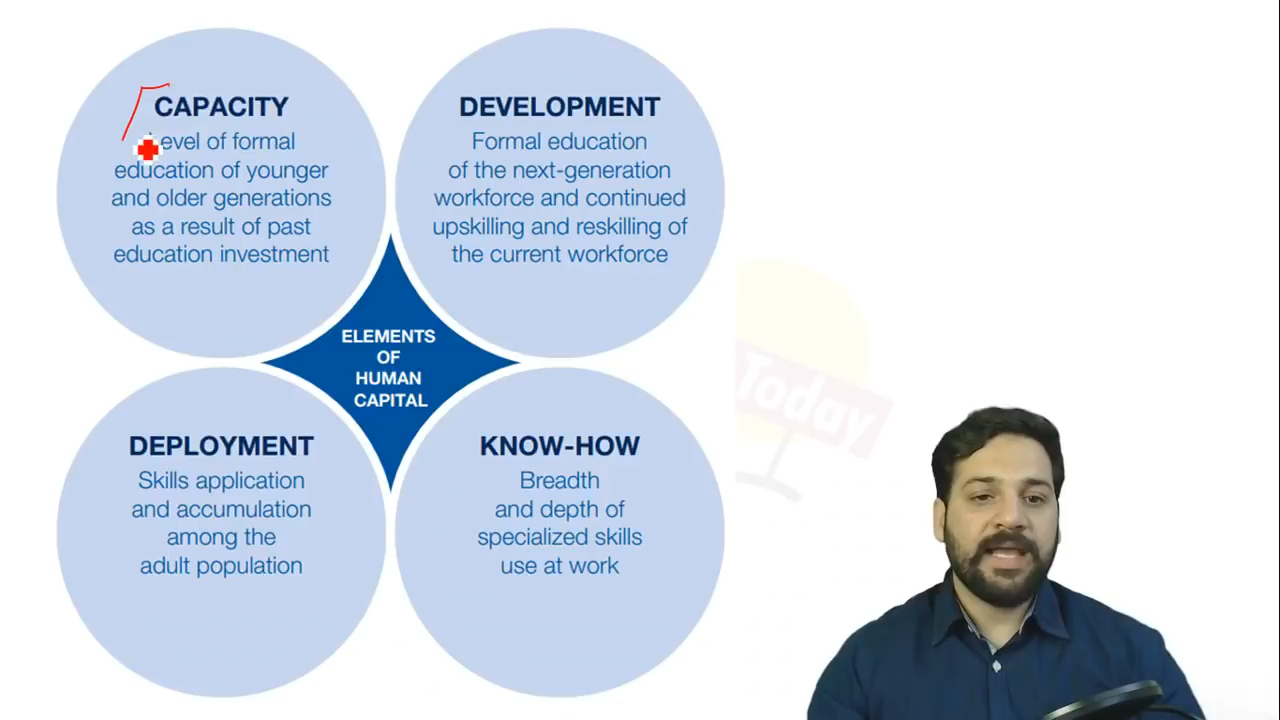 CAPACITY
Level of formal
education of younger
and older generations
as a result of past
education investment
DEVELOPMENT
Formal education
of the next-generation
workforce and continued
upskilling and reskilling of
the current workforce
ELEMENTS
OF
HUMAN
CAPITAL
DEPLOYMENT
Skills application
and accumulation
among the
adult population
KNOW-HOW
Breadth
and depth of
specialized skills
use at work
Today